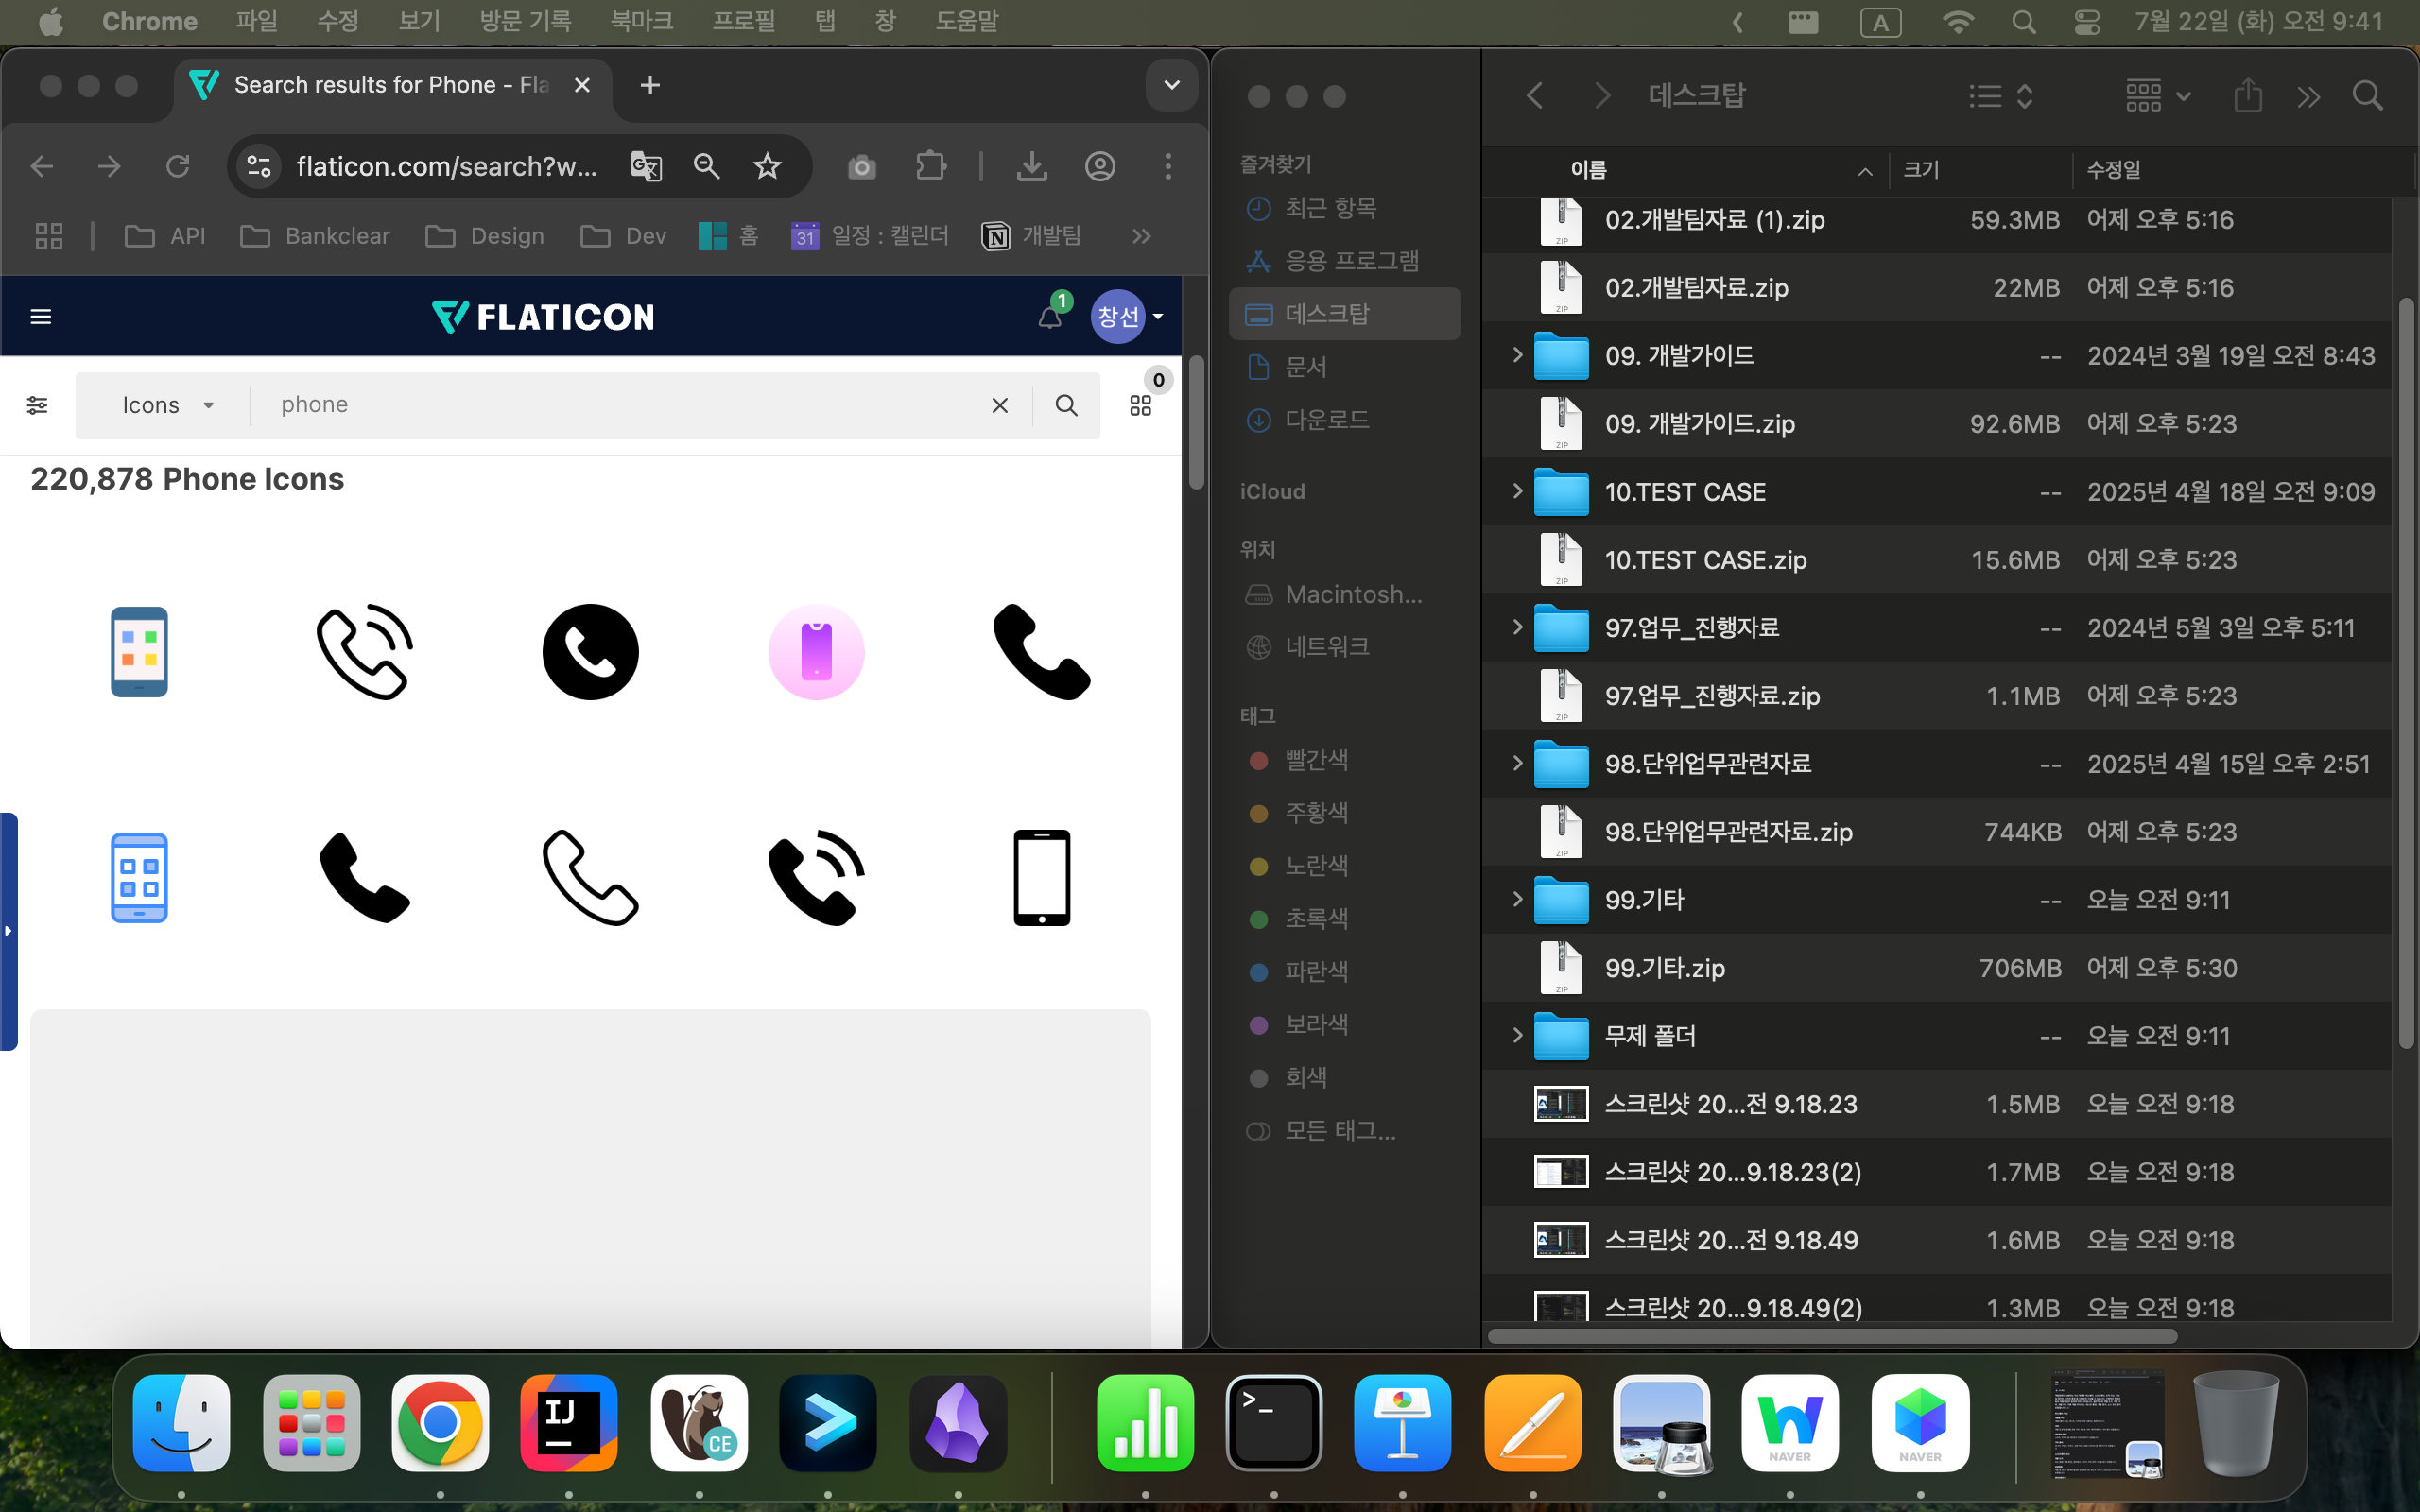 Chrome 파일 수정 보기 방문 기록 북마크 프로필 탭 창 도움말 A 7월 22일 (화) 오전 9:41
Search results for Phone - Fla
flaticon.com/search?w...
API Bankclear Design Dev 홈 31 일정 : 캘린더 개발팀
FLATICON 1 창선
Icons phone 0
220,878 Phone Icons
즐겨찾기
최근 항목
응용 프로그램
데스크탑
문서
다운로드
iCloud
위치
Macintosh...
네트워크
태그
빨간색
주황색
노란색
초록색
파란색
보라색
회색
모든 태그...
데스크탑
이름 크기 수정일
ZIP 02.개발팀자료 (1).zip 59.3MB 어제 오후 5:16
ZIP 02.개발팀자료.zip 22MB 어제 오후 5:16
09. 개발가이드 -- 2024년 3월 19일 오전 8:43
ZIP 09. 개발가이드.zip 92.6MB 어제 오후 5:23
10.TEST CASE -- 2025년 4월 18일 오전 9:09
ZIP 10.TEST CASE.zip 15.6MB 어제 오후 5:23
97.업무_진행자료 -- 2024년 5월 3일 오후 5:11
ZIP 97.업무_진행자료.zip 1.1MB 어제 오후 5:23
98.단위업무관련자료 -- 2025년 4월 15일 오후 2:51
ZIP 98.단위업무관련자료.zip 744KB 어제 오후 5:23
99.기타 -- 오늘 오전 9:11
ZIP 99.기타.zip 706MB 어제 오후 5:30
무제 폴더 -- 오늘 오전 9:11
스크린샷 20...전 9.18.23 1.5MB 오늘 오전 9:18
스크린샷 20...9.18.23(2) 1.7MB 오늘 오전 9:18
스크린샷 20...전 9.18.49 1.6MB 오늘 오전 9:18
스크린샷 20...9.18.49(2) 1.3MB 오늘 오전 9:18
IJ CE >_ NAVER NAVER